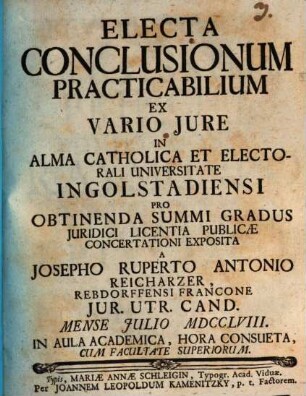 3.
ELECTA
CONCLUSIONUM
PRACTICABILIUM
EX
VARIO JURE
IN
ALMA CATHOLICA ET ELECTO-
RALI UNIVERSITATE
INGOLSTADIENSI
PRO
OBTINENDA SUMMI GRADUS
JURIDICI LICENTIA PUBLICÆ
CONCERTATIONI EXPOSITA
A
JOSEPHO RUPERTO ANTONIO
REICHARZER,
REBDORFFENSI FRANCONE
JUR. UTR. CAND.
MENSE JULIO MDCCLVIII.
IN AULA ACADEMICA, HORA CONSUETA,
CUM FACULTATE SUPERIORUM.
Typis, MARIÆ ANNÆ SCHLEIGIN, Typogr. Acad. Viduæ.
Per JOANNEM LEOPOLDUM KAMENITZKY, p. t. Factorem.